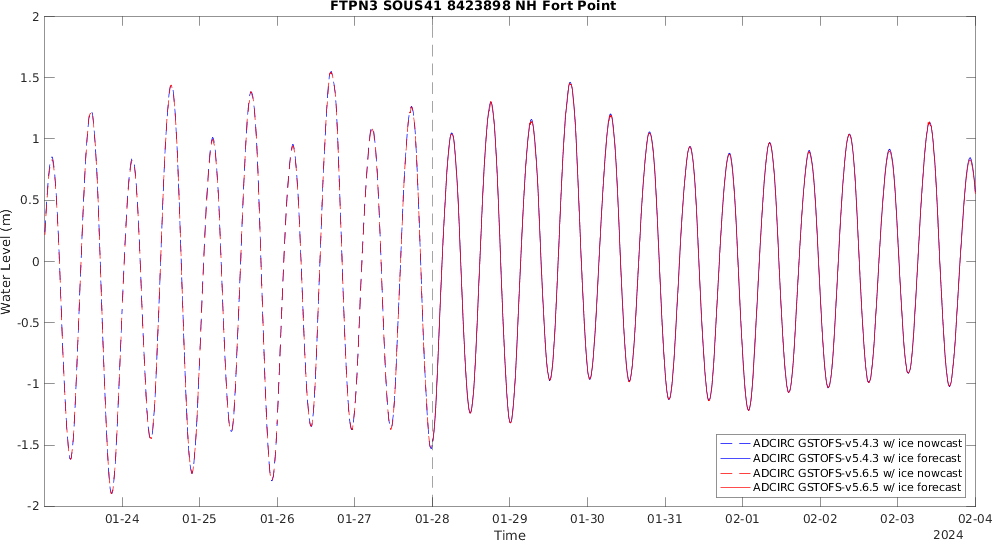 FTPN3 SOUS41 8423898 NH Fort Point
2
1.5
1
0.5
0
-0.5
-1
-1.5
-2
Water Level (m)
ADCIRC GSTOFS-v5.4.3 w/ ice nowcast
ADCIRC GSTOFS-v5.4.3 w/ ice forecast
ADCIRC GSTOFS-v5.6.5 w/ ice nowcast
ADCIRC GSTOFS-v5.6.5 w/ ice forecast
01-24 01-25 01-26 01-27 01-28 01-29 01-30 01-31 02-01 02-02 02-03 02-04
Time
2024